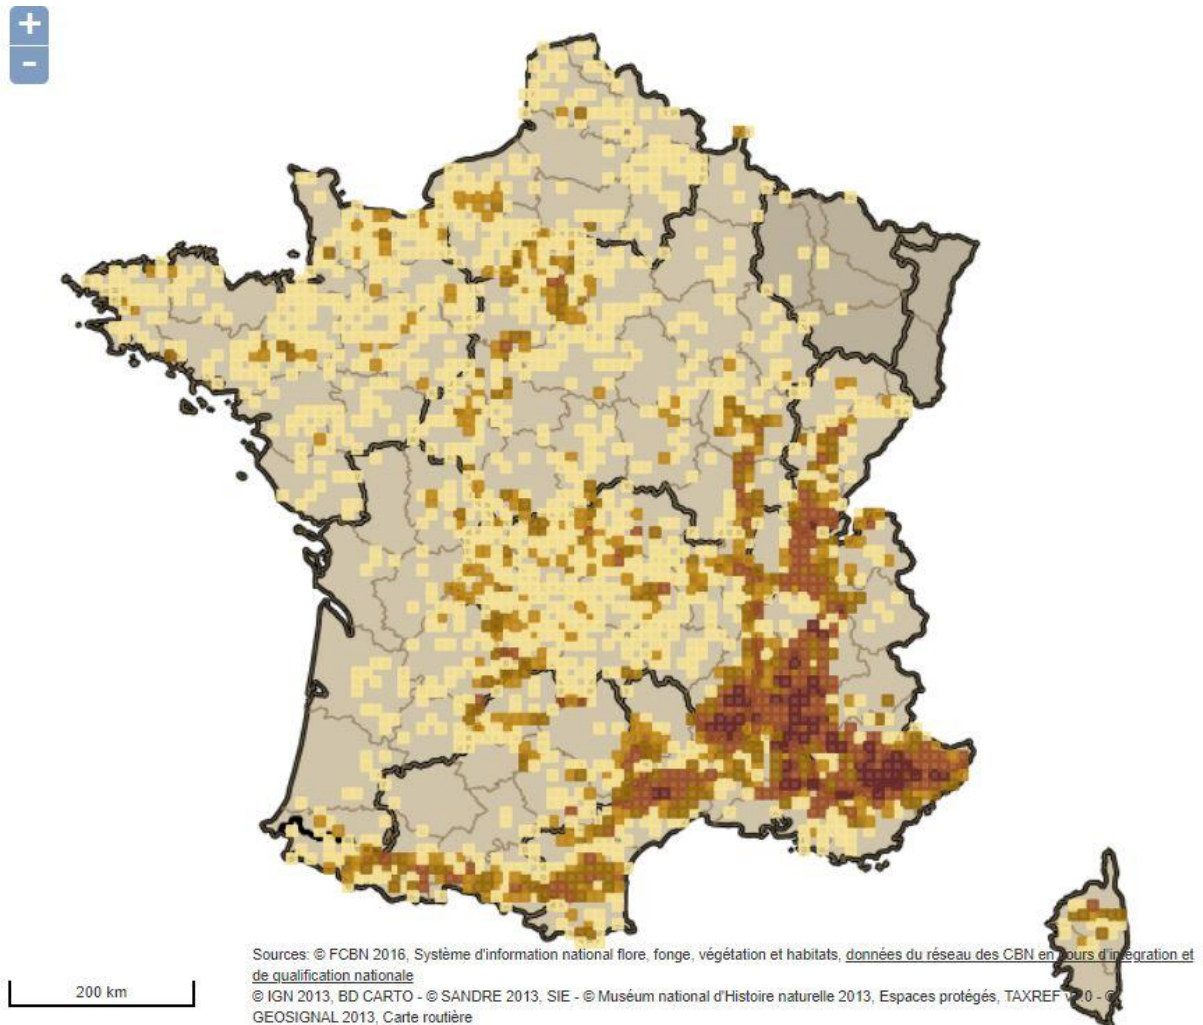 +
-
Sources: © FCBN 2016, Système d'information national flore, fonge, végétation et habitats, données du réseau des CBN en cours d'intégration et
de qualification nationale
200 km
© IGN 2013, BD CARTO - © SANDRE 2013, SIE - © Muséum national d'Histoire naturelle 2013, Espaces protégés, TAXREF - ©
GEOSIGNAL 2013, Carte routière